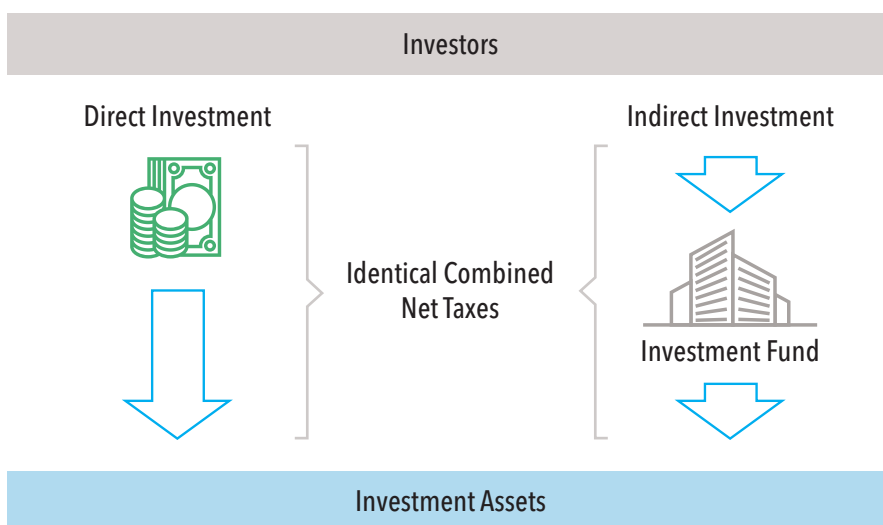 Investors
Direct Investment
Indirect Investment
Identical Combined
Net Taxes
Investment Fund
Investment Assets